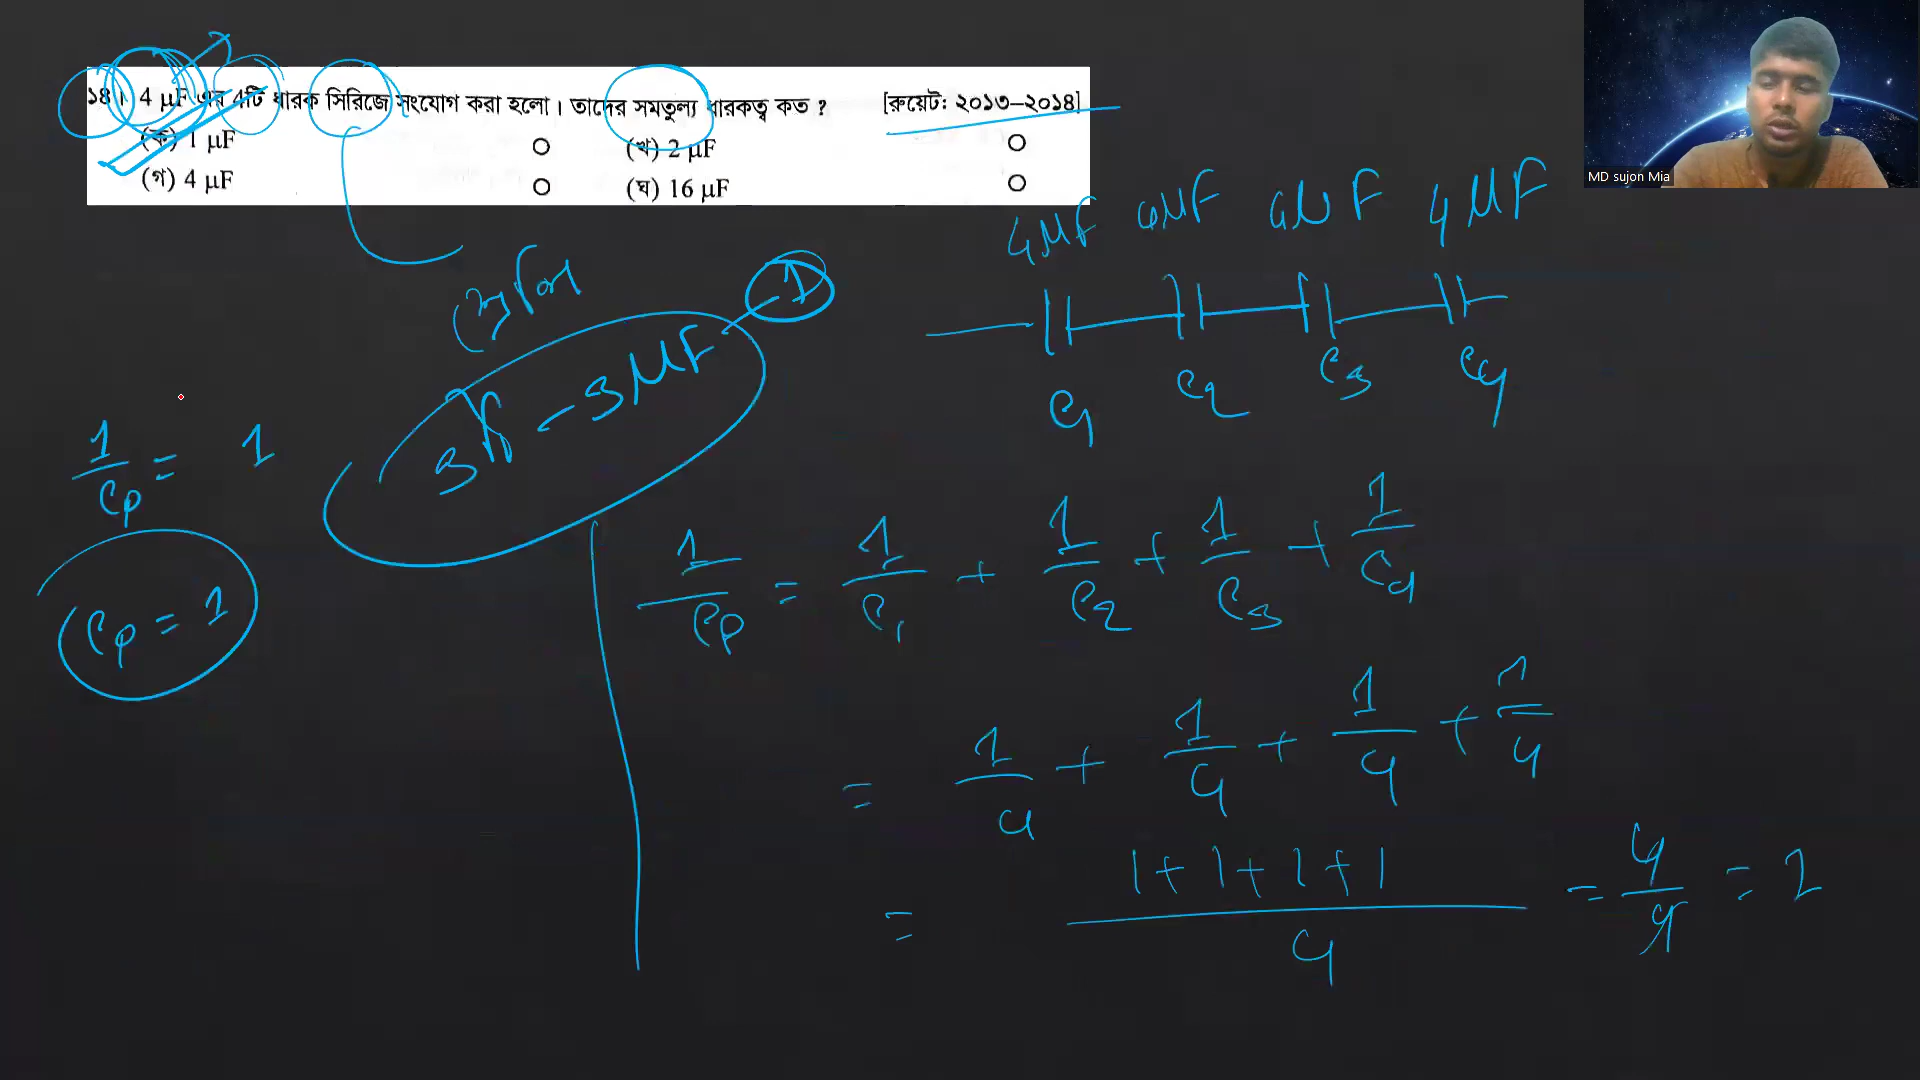 ১৪। 4 μF এর 4টি ধারক সিরিজে সংযোগ করা হলো। তাদের সমতুল্য ধারকত্ব কত ? [রুয়েট: ২০১৩–২০১৪]
(ক) 1 μF (খ) 2 μF
(গ) 4 μF (ঘ) 16 μF
MD sujon Mia
4μF 4μF 4μF 4μF
C1 C2 C3 C4
3টি - 3μF - 1
1/Cp = 1
Cp = 1
1/Cp = 1/C1 + 1/C2 + 1/C3 + 1/C4
= 1/4 + 1/4 + 1/4 + 1/4
= 1+1+1+1/4 = 4/4 = 1